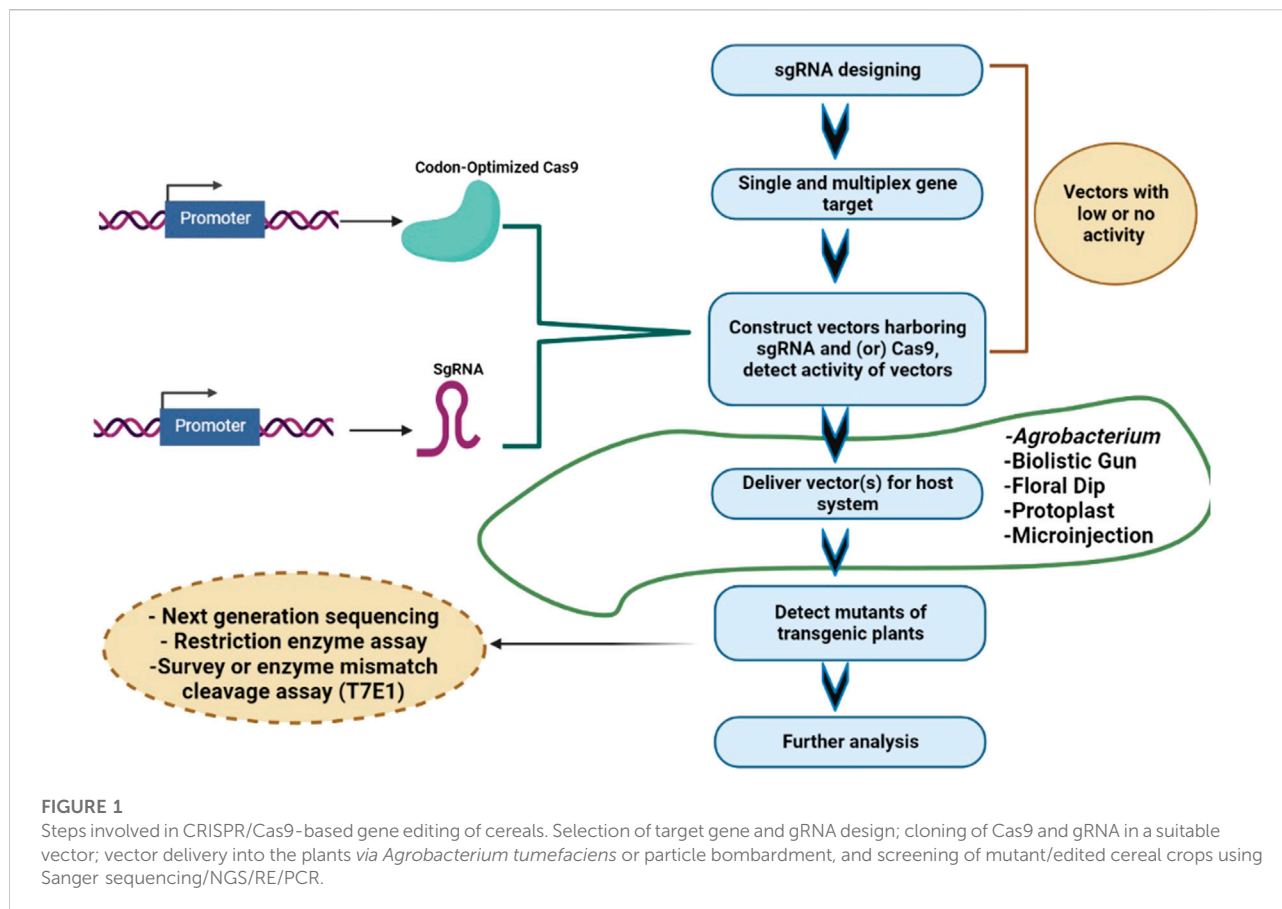 sgRNA designing
Single and multiplex gene
target
Construct vectors harboring
sgRNA and (or) Cas9,
detect activity of vectors
Vectors with
low or no
activity
Codon-Optimized Cas9
Promoter
SgRNA
Promoter
Deliver vector(s) for host
system
-Agrobacterium
-Biolistic Gun
-Floral Dip
-Protoplast
-Microinjection
Detect mutants of
transgenic plants
- Next generation sequencing
- Restriction enzyme assay
-Survey or enzyme mismatch
cleavage assay (T7E1)
Further analysis
FIGURE 1
Steps involved in CRISPR/Cas9-based gene editing of cereals. Selection of target gene and gRNA design; cloning of Cas9 and gRNA in a suitable
vector; vector delivery into the plants via Agrobacterium tumefaciens or particle bombardment, and screening of mutant/edited cereal crops using
Sanger sequencing/NGS/RE/PCR.